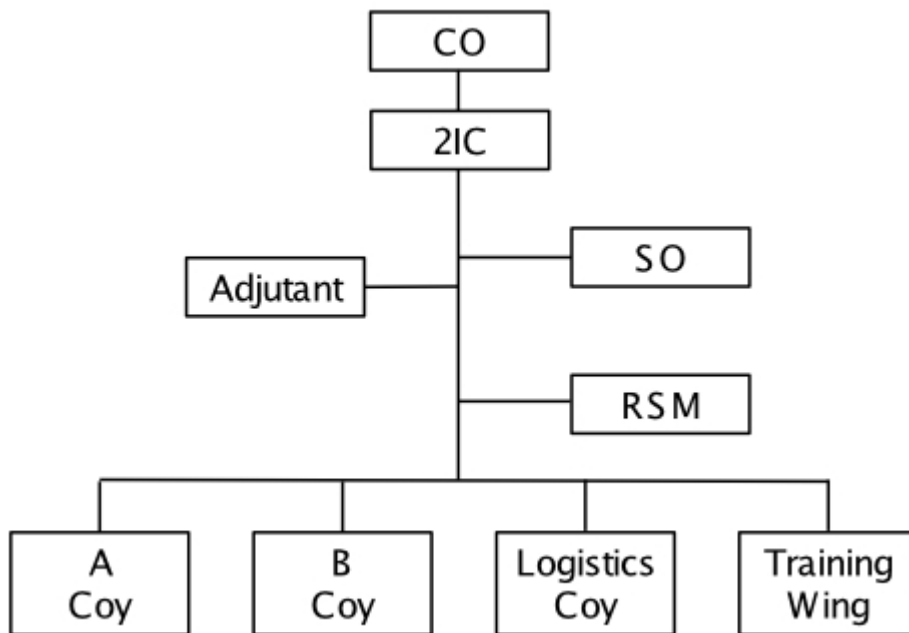 CO
2IC
SO
Adjutant
RSM
A
Coy
B
Coy
Logistics
Coy
Training
Wing